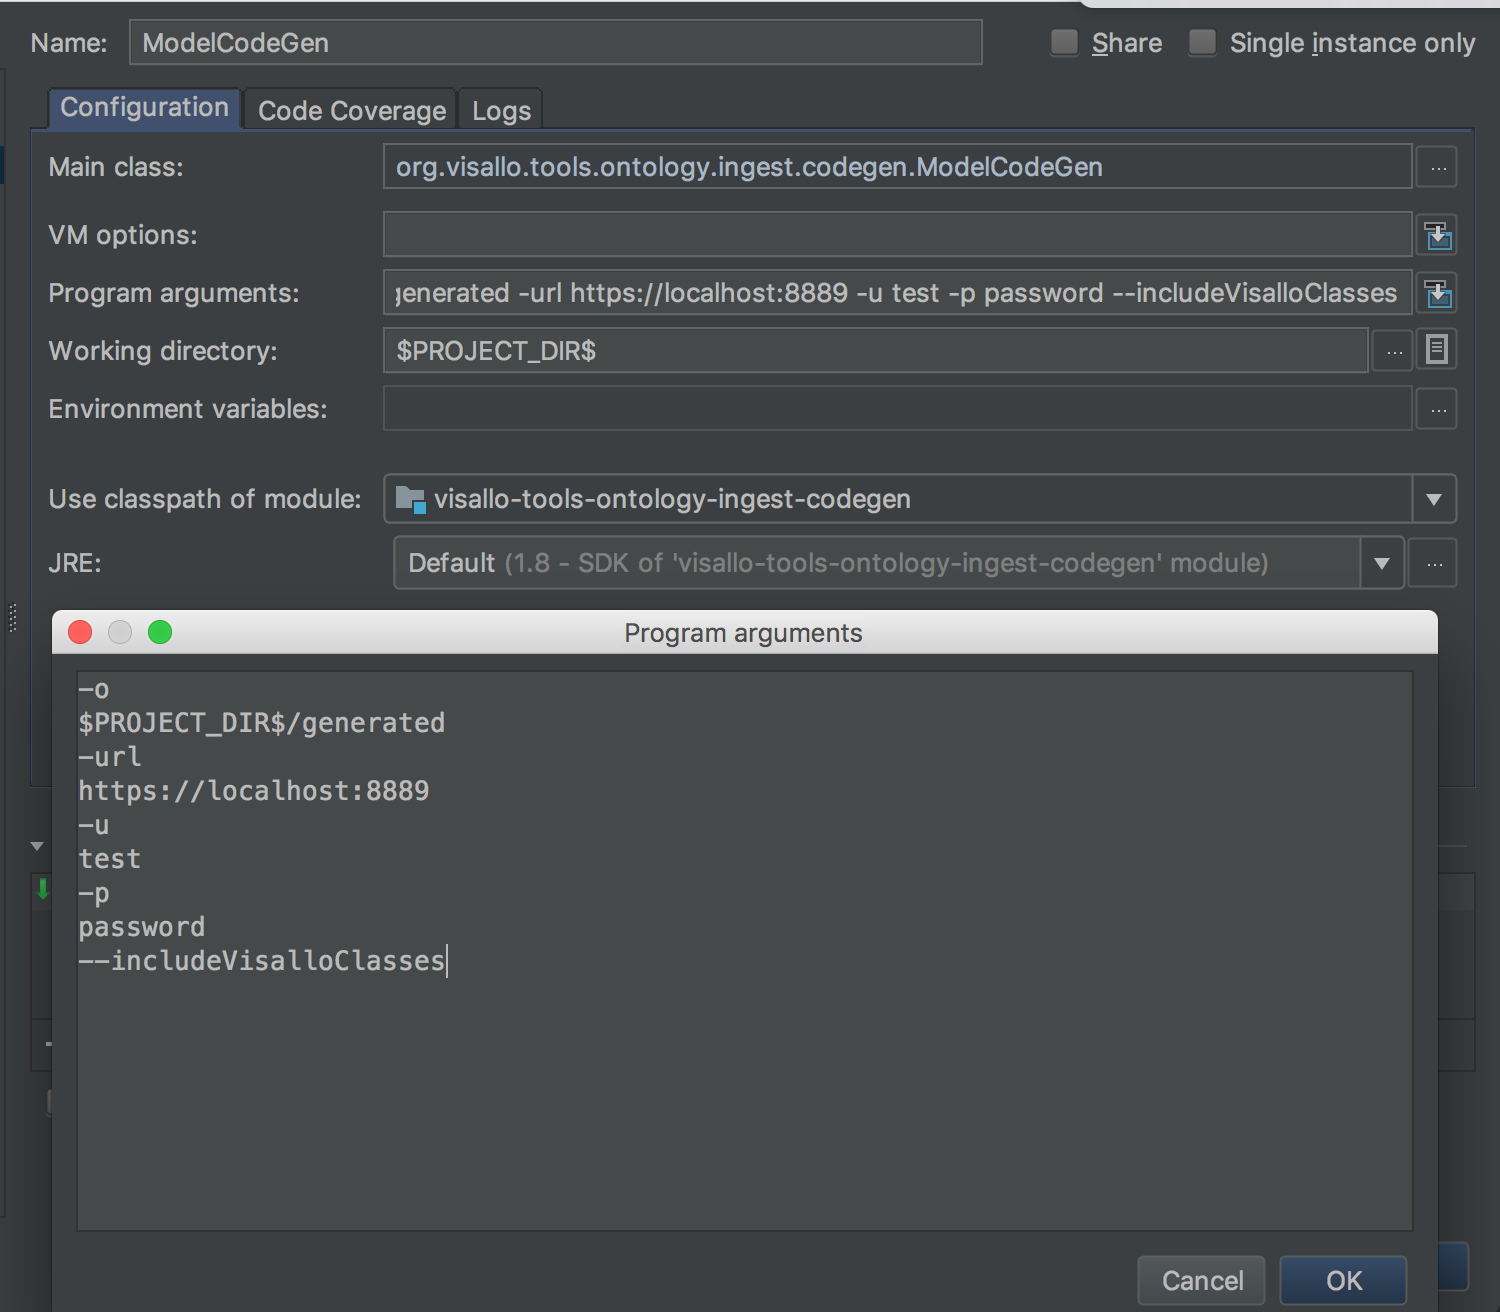 Name: ModelCodeGen Share Single instance only
Configuration Code Coverage Logs
Main class: org.visallo.tools.ontology.ingest.codegen.ModelCodeGen ...
VM options:
Program arguments: generated -url https://localhost:8889 -u test -p password --includeVisalloClasses
Working directory: $PROJECT_DIR$ ...
Environment variables: ...
Use classpath of module: visallo-tools-ontology-ingest-codegen
JRE: Default (1.8 - SDK of 'visallo-tools-ontology-ingest-codegen' module) ...
Program arguments
-o
$PROJECT_DIR$/generated
-url
https://localhost:8889
-u
test
-p
password
--includeVisalloClasses
Cancel OK